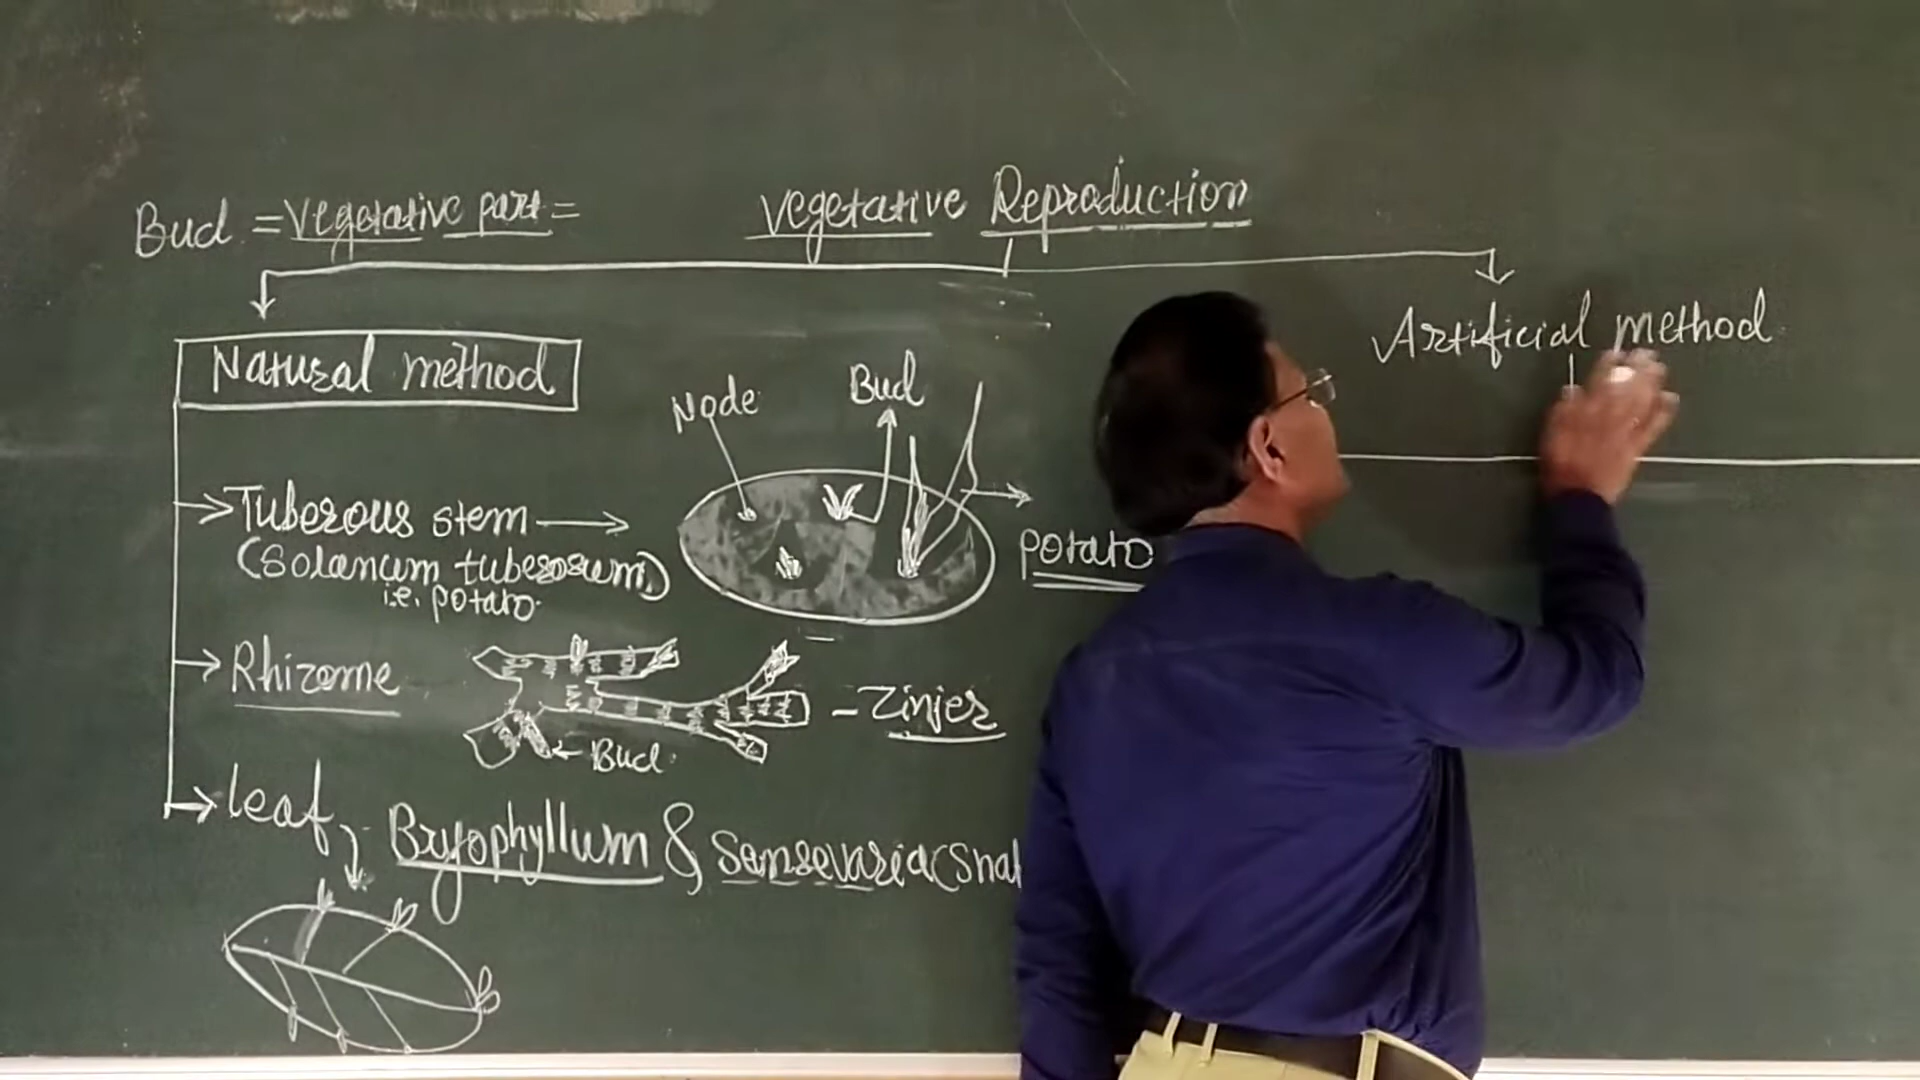 Bud = Vegetative part =
Vegetative Reproduction
Natural method
Artificial method
Node
Bud
Tuberous stem
(Solanum tuberosum)
i.e. potato
potato
Rhizome
- Zinjer
Bud
leaf
Bryophyllum & Sansevaria (Snak